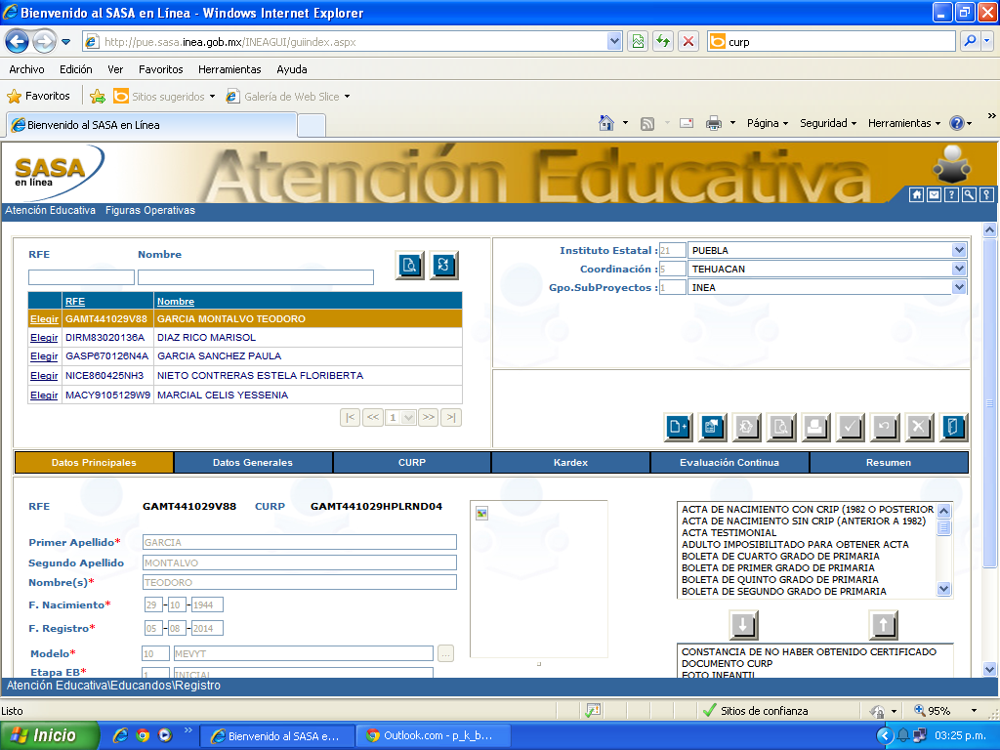 Bienvenido al SASA en Línea - Windows Internet Explorer
http://pue.sasa.inea.gob.mx/INEAGUI/guiindex.aspx
curp
Archivo Edición Ver Favoritos Herramientas Ayuda
Favoritos Sitios sugeridos Galería de Web Slice
Bienvenido al SASA en Línea
Página Seguridad Herramientas
SASA
en línea
Atención Educativa
Atención Educativa Figuras Operativas
RFE Nombre
RFE Nombre
Elegir GAMT441029V88 GARCIA MONTALVO TEODORO
Elegir DIRM83020136A DIAZ RICO MARISOL
Elegir GASP670126N4A GARCIA SANCHEZ PAULA
Elegir NICE860425NH3 NIETO CONTRERAS ESTELA FLORIBERTA
Elegir MACY9105129W9 MARCIAL CELIS YESSENIA
|< << 1 >> >|
Instituto Estatal : 21 PUEBLA
Coordinación : 5 TEHUACAN
Gpo.SubProyectos : 1 INEA
Datos Principales Datos Generales CURP Kardex Evaluación Continua Resumen
RFE GAMT441029V88 CURP GAMT441029HPLRND04
Primer Apellido* GARCIA
Segundo Apellido MONTALVO
Nombre(s)* TEODORO
F. Nacimiento* 29 - 10 - 1944
F. Registro* 05 - 08 - 2014
Modelo* 10 MEVYT ...
Etapa EB* 1 INICIAL
ACTA DE NACIMIENTO CON CRIP (1982 O POSTERIOR
ACTA DE NACIMIENTO SIN CRIP (ANTERIOR A 1982)
ACTA TESTIMONIAL
ADULTO IMPOSIBILITADO PARA OBTENER ACTA
BOLETA DE CUARTO GRADO DE PRIMARIA
BOLETA DE PRIMER GRADO DE PRIMARIA
BOLETA DE QUINTO GRADO DE PRIMARIA
BOLETA DE SEGUNDO GRADO DE PRIMARIA
CONSTANCIA DE NO HABER OBTENIDO CERTIFICADO
DOCUMENTO CURP
FOTO INFANTIL
Atención Educativa\Educandos\Registro
Listo Sitios de confianza 95%
Inicio Bienvenido al SASA e... Outlook.com - p_k_b... 03:25 p.m.